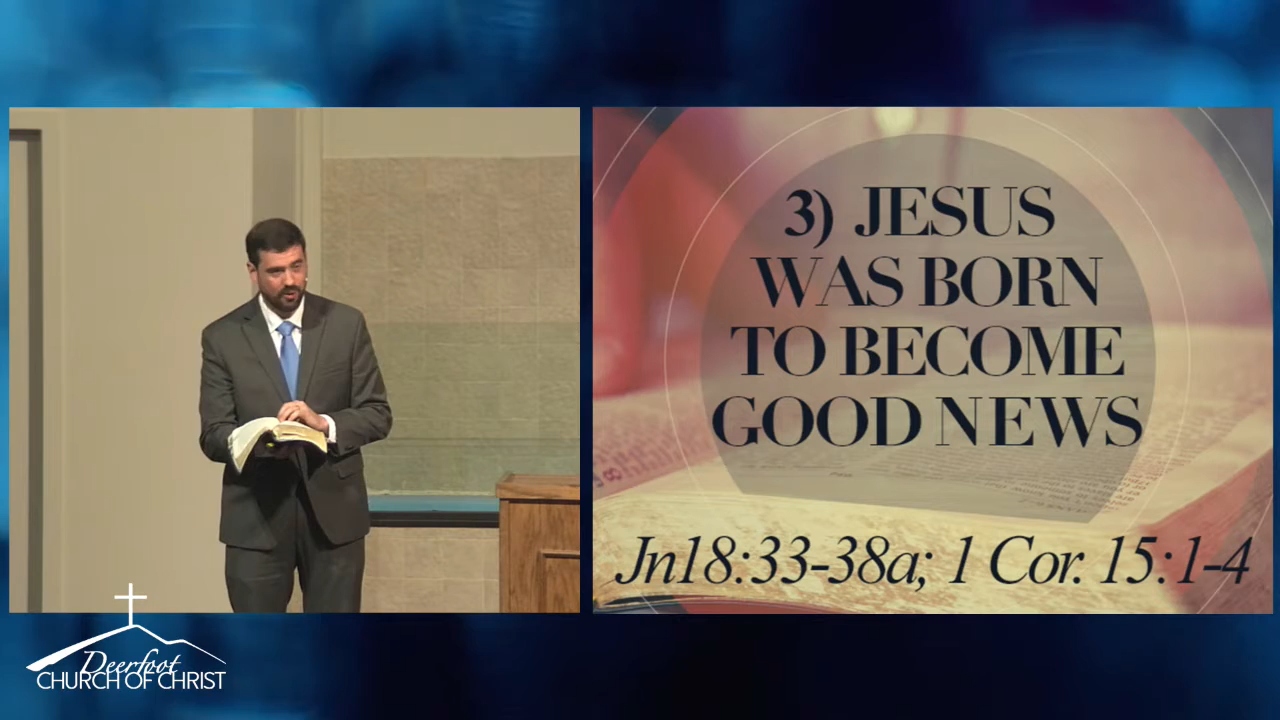 3) JESUS
WAS BORN
TO BECOME
GOOD NEWS
Jn18:33-38a; 1 Cor. 15:1-4
Deerfoot
CHURCH OF CHRIST